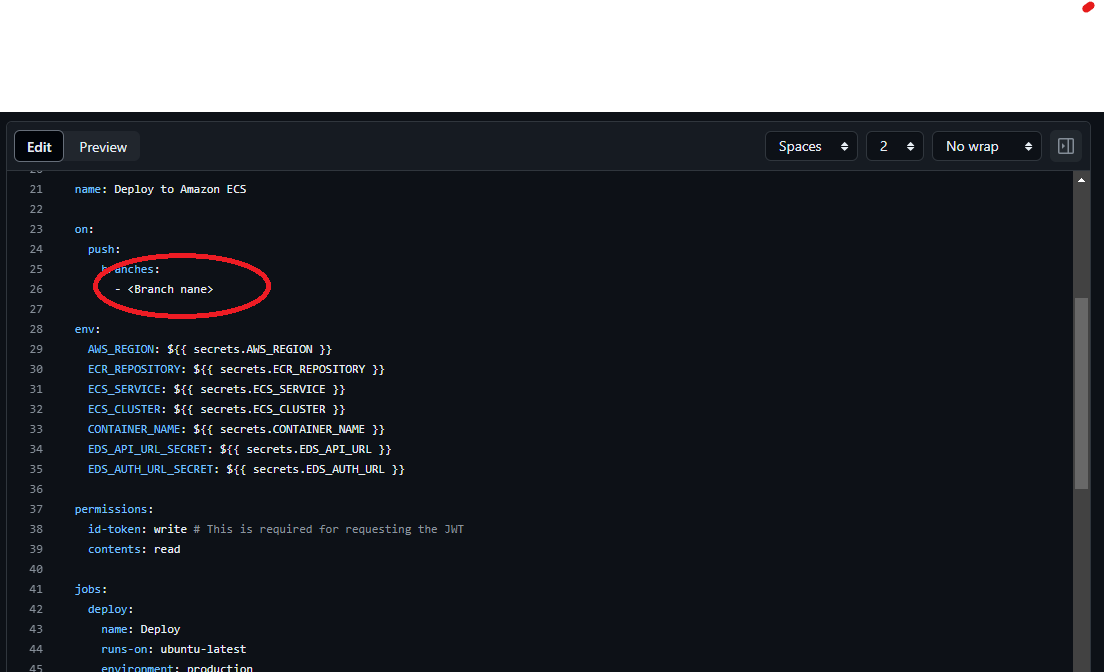 Edit Preview Spaces 2 No wrap
20
21 name: Deploy to Amazon ECS
22
23 on:
24 push:
25 branches:
26 - <Branch nane>
27
28 env:
29 AWS_REGION: ${{ secrets.AWS_REGION }}
30 ECR_REPOSITORY: ${{ secrets.ECR_REPOSITORY }}
31 ECS_SERVICE: ${{ secrets.ECS_SERVICE }}
32 ECS_CLUSTER: ${{ secrets.ECS_CLUSTER }}
33 CONTAINER_NAME: ${{ secrets.CONTAINER_NAME }}
34 EDS_API_URL_SECRET: ${{ secrets.EDS_API_URL }}
35 EDS_AUTH_URL_SECRET: ${{ secrets.EDS_AUTH_URL }}
36
37 permissions:
38 id-token: write # This is required for requesting the JWT
39 contents: read
40
41 jobs:
42 deploy:
43 name: Deploy
44 runs-on: ubuntu-latest
45 environment: production